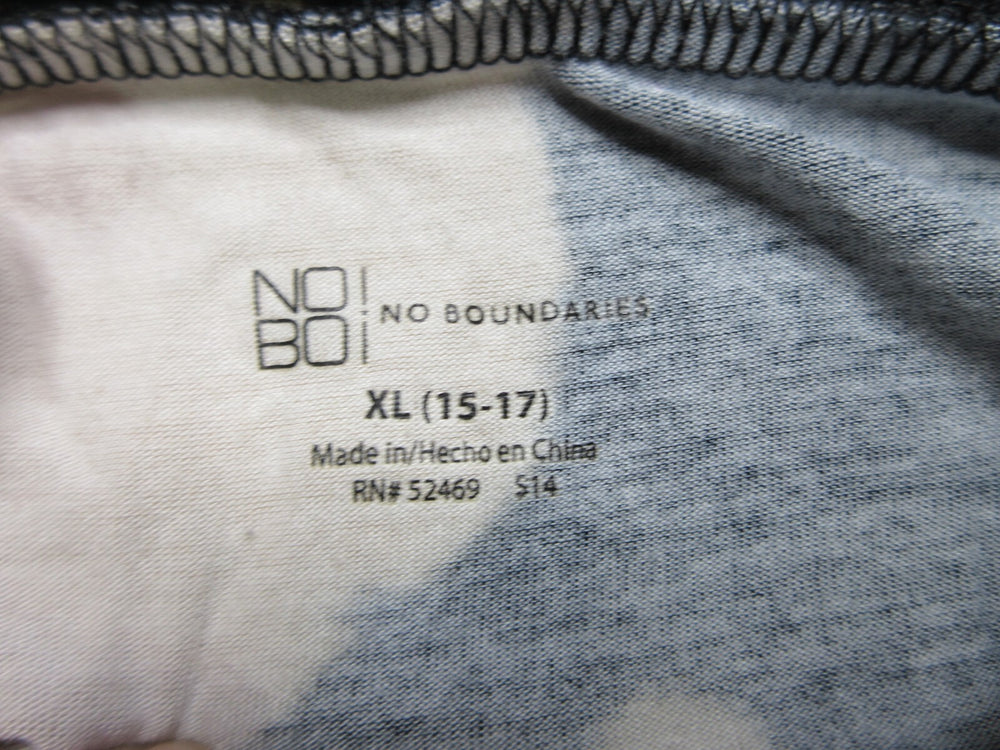 NO
BO
NO BOUNDARIES
XL (15-17)
Made in/Hecho en China
RN# 52469 S14